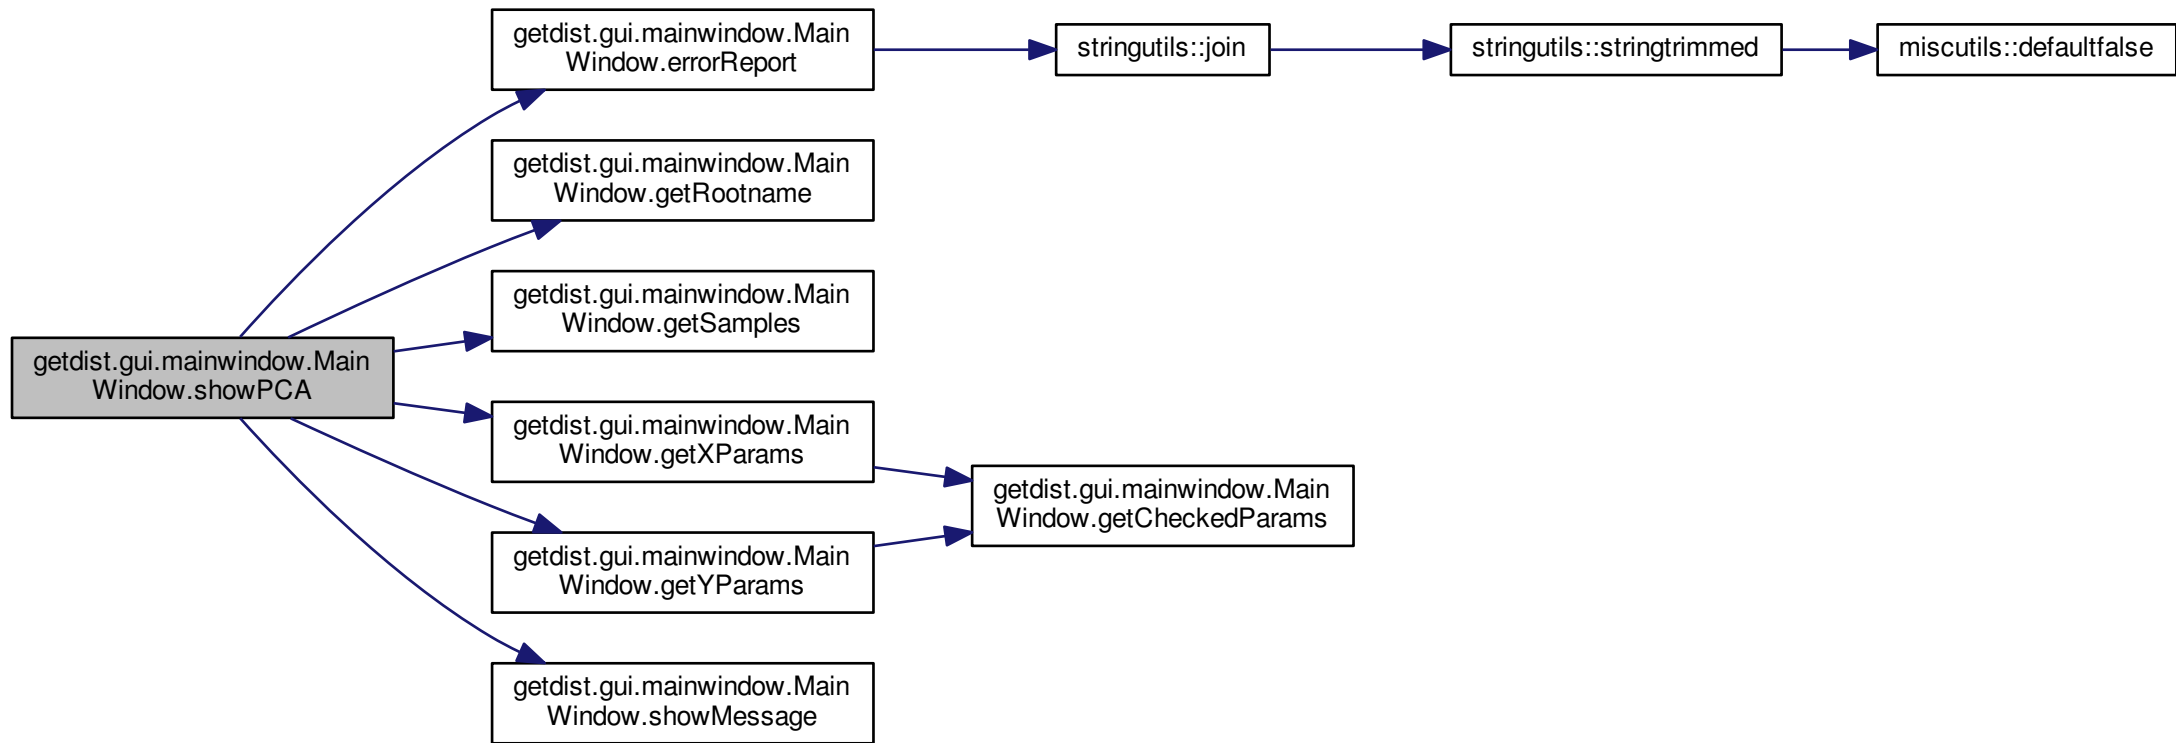 getdist.gui.mainwindow.Main
Window.errorReport
stringutils::join
stringutils::stringtrimmed
miscutils::defaultfalse
getdist.gui.mainwindow.Main
Window.getRootname
getdist.gui.mainwindow.Main
Window.getSamples
getdist.gui.mainwindow.Main
Window.showPCA
getdist.gui.mainwindow.Main
Window.getXParams
getdist.gui.mainwindow.Main
Window.getCheckedParams
getdist.gui.mainwindow.Main
Window.getYParams
getdist.gui.mainwindow.Main
Window.showMessage